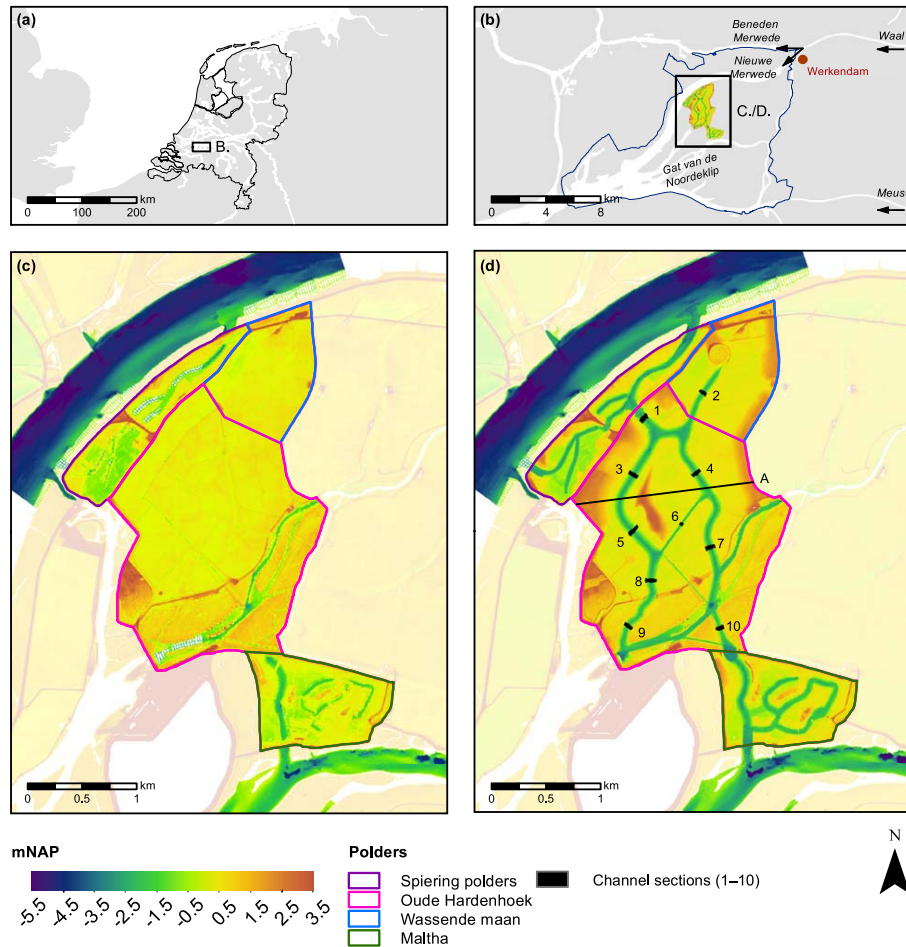 (a)
B.
km
0 100 200
(b)
Beneden
Merwede
Waal
Nieuwe
Merwede
Werkendam
C./D.
Gat van de
Noordeklip
km
0 4 8
Meus
(c)
km
0 0.5 1
(d)
1
2
3
4
A
6
5
7
8
9
10
km
0 0.5 1
mNAP
-5.5 -4.5 -3.5 -2.5 -1.5 -0.5 0.5 1.5 2.5 3.5
Polders
Spiering polders
Oude Hardenhoek
Wassende maan
Maltha
Channel sections (1–10)
N